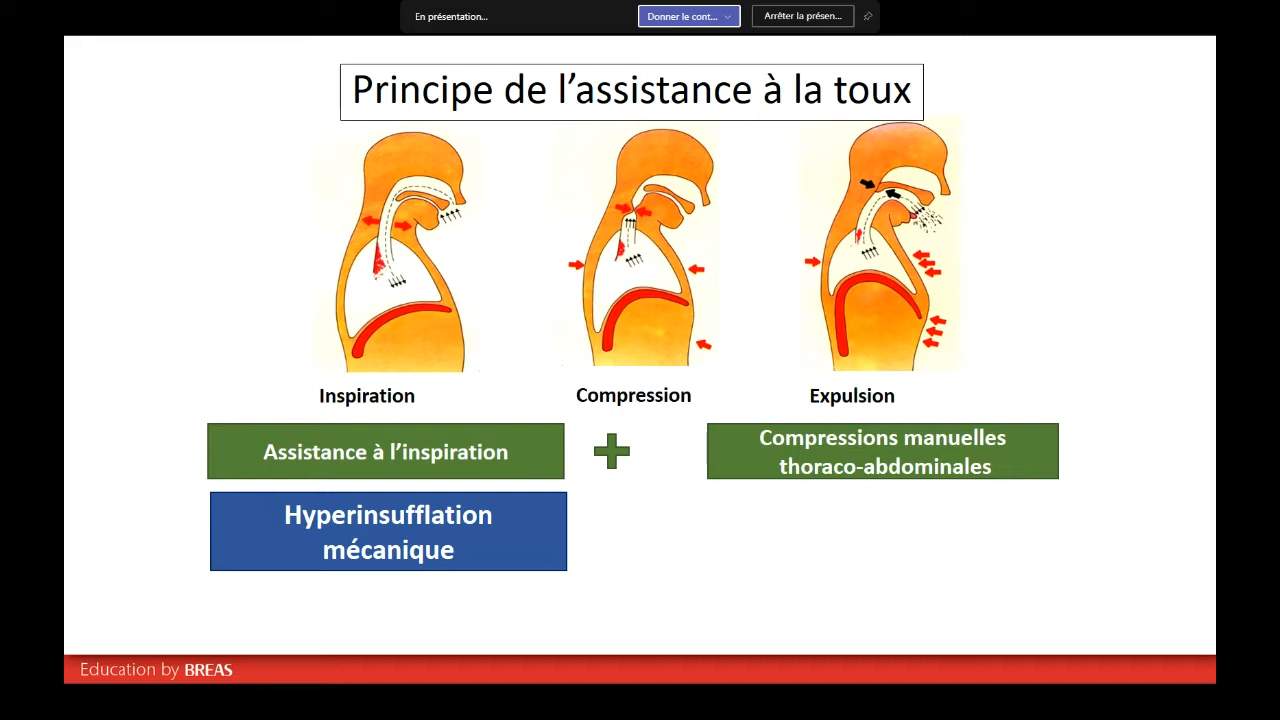 En présentation...
Donner le cont...
Arrêter la présen...
Principe de l’assistance à la toux
Inspiration
Compression
Expulsion
Assistance à l’inspiration
Compressions manuelles
thoraco-abdominales
Hyperinsufflation
mécanique
Education by BREAS